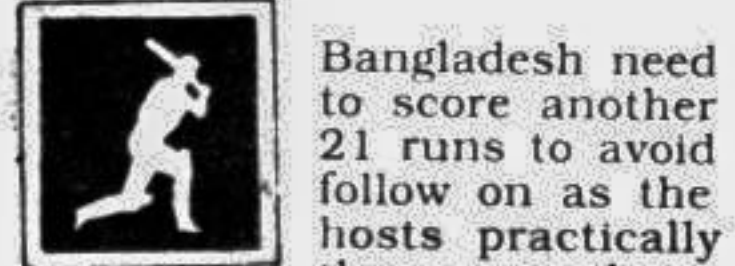 Bangladesh need
to score another
21 runs to avoid
follow on as the
hosts practically